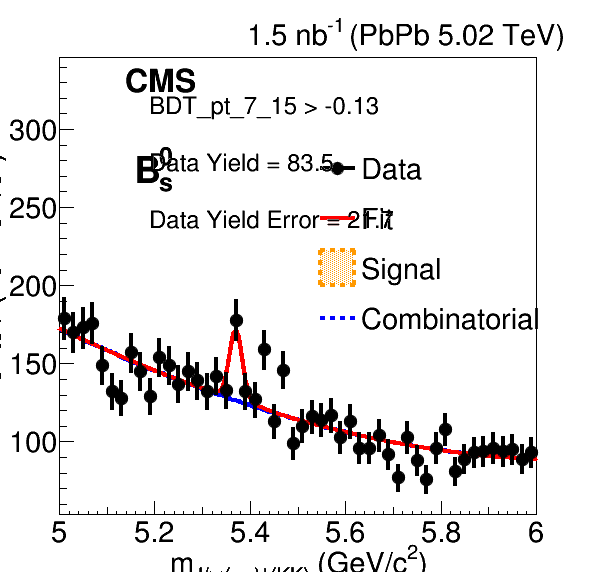 1.5 nb-1 (PbPb 5.02 TeV)
CMS
BDT_pt_7_15 > -0.13
B0s
Data Yield = 83.5
Data
Data Yield Error =
Fit
Signal
Combinatorial
300
250
200
150
100
5 5.2 5.4 5.6 5.8 6
(GeV/c2)